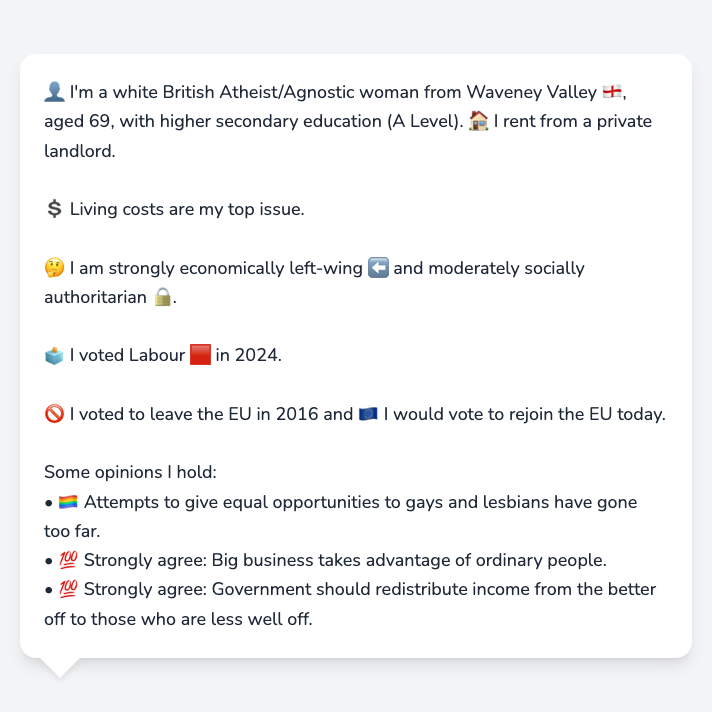 👤 I'm a white British Atheist/Agnostic woman from Waveney Valley 🏴󠁧󠁢󠁥󠁮󠁧󠁿,
aged 69, with higher secondary education (A Level). 🏠 I rent from a private
landlord.
💲 Living costs are my top issue.
🤔 I am strongly economically left-wing ⬅️ and moderately socially
authoritarian 🔒.
🗳️ I voted Labour 🟥 in 2024.
🚫 I voted to leave the EU in 2016 and 🇪🇺 I would vote to rejoin the EU today.
Some opinions I hold:
• 🏳️‍🌈 Attempts to give equal opportunities to gays and lesbians have gone
too far.
• 💯 Strongly agree: Big business takes advantage of ordinary people.
• 💯 Strongly agree: Government should redistribute income from the better
off to those who are less well off.